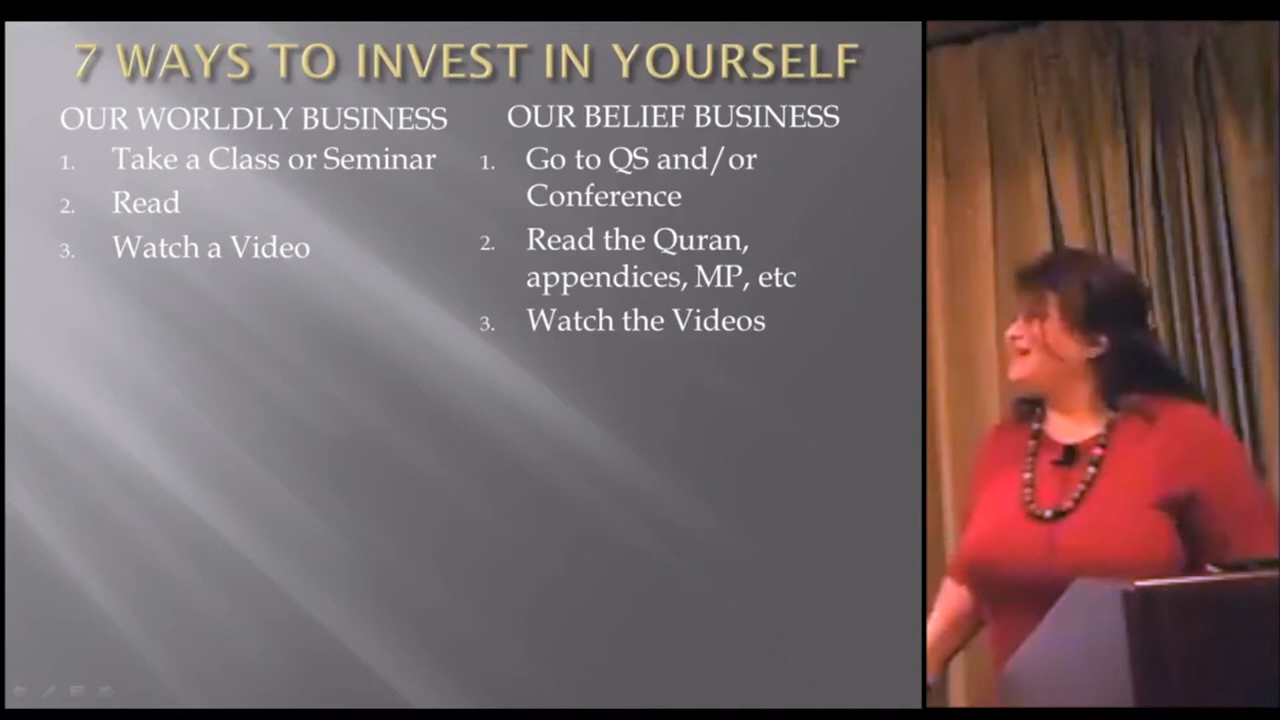 7 WAYS TO INVEST IN YOURSELF
OUR WORLDLY BUSINESS
1. Take a Class or Seminar
2. Read
3. Watch a Video
OUR BELIEF BUSINESS
1. Go to QS and/or
Conference
2. Read the Quran,
appendices, MP, etc
3. Watch the Videos